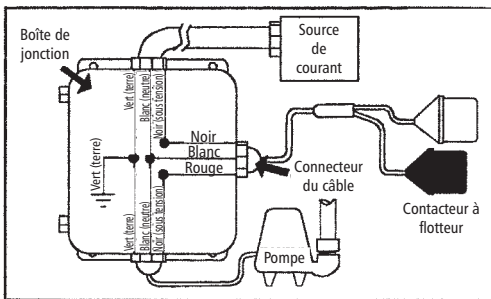 Boîte de
jonction
Source
de
courant
Vert (terre)
Blanc (neutre)
Noir (sous tension)
Noir
Blanc
Rouge
Vert (terre)
Connecteur
du câble
Contacteur à
flotteur
Vert (terre)
Blanc (neutre)
Noir (sous tension)
Pompe